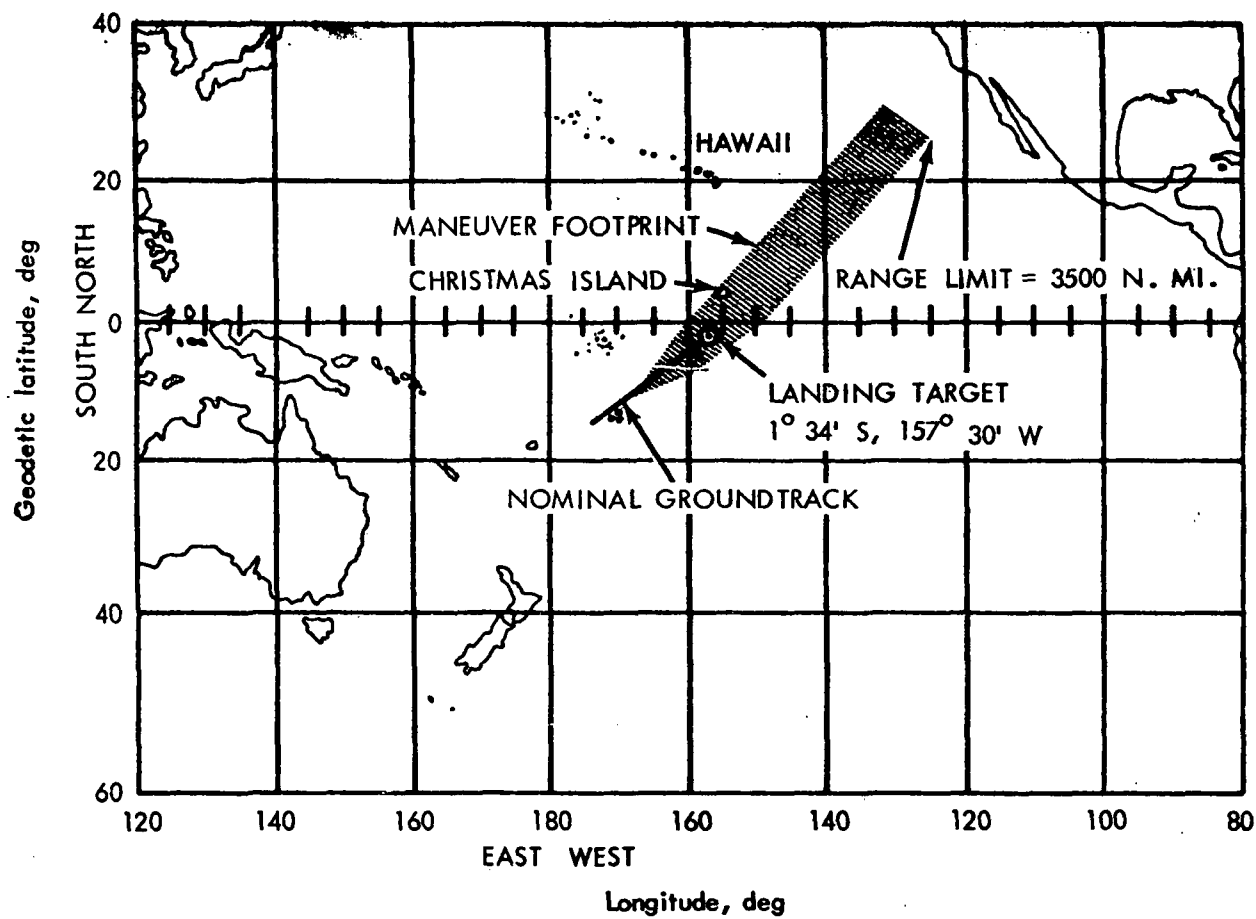 40
HAWAII
20
MANEUVER FOOTPRINT
CHRISTMAS ISLAND
RANGE LIMIT = 3500 N. MI.
0
SOUTH NORTH
Geodetic latitude, deg
LANDING TARGET
1° 34' S, 157° 30' W
20
NOMINAL GROUNDTRACK
40
60
120 140 160 180 160 140 120 100 80
EAST WEST
Longitude, deg